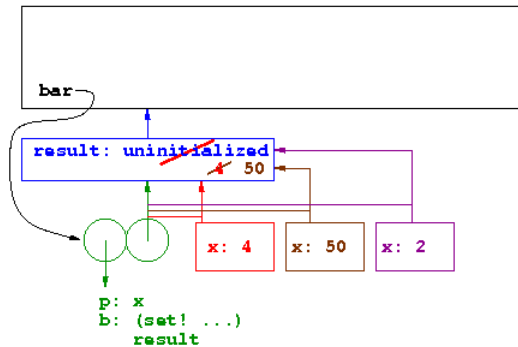 bar
result: uninitialized
4 50
x: 4
x: 50
x: 2
p: x
b: (set! ...)
result